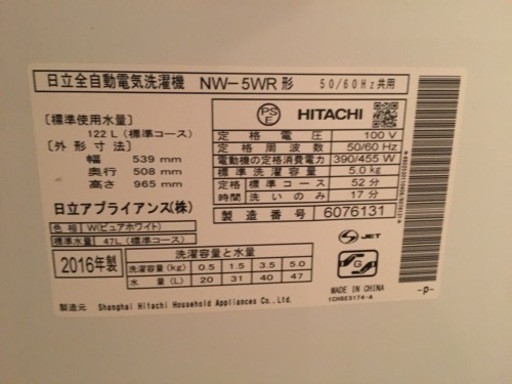 日立全自動電気洗濯機 NW-5WR 形 50/60Hz共用
〔標準使用水量〕
122 L (標準コース)
〔外 形 寸 法〕
幅 539 mm
奥行 508 mm
高さ 965 mm
日立アプライアンス(株)
色相 W(ピュアホワイト)
標準水量 47L (標準コース)
PS
E
HITACHI
定格電圧 100 V
定格周波数 50/60 Hz
電動機の定格消費電力 390/455 W
標準洗濯容量 5.0kg
定格 標準コース 52分
時間 洗いのみ 17分
製造番号 6076131
2016年製
洗濯容量と水量
洗濯容量(kg) 0.5 1.5 3.5 5.0
水 量 (L) 20 31 40 47
S JET
G
MADE IN CHINA
1CH5E3174-A
製造元 Shanghai Hitachi Household Appliances Co., Ltd.
-p-